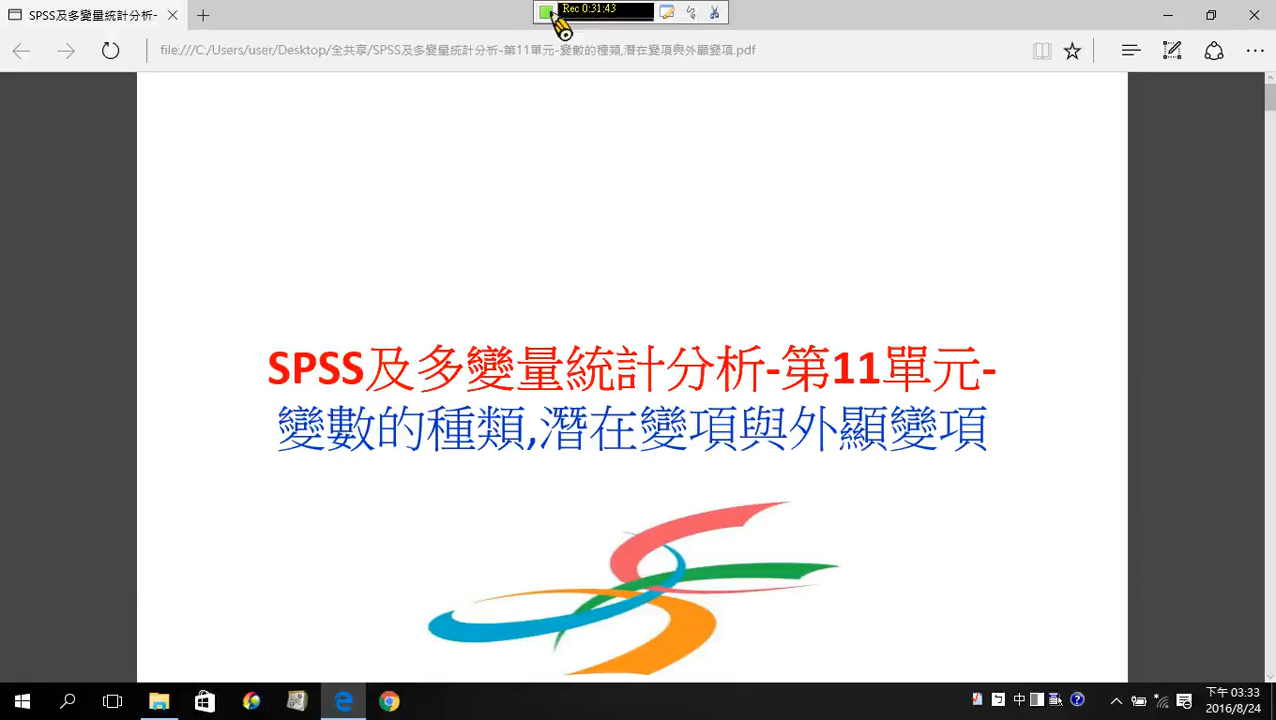 SPSS及多變量統計分析-
Rec 0:31:43
file:///C:/Users/user/Desktop/全共享/SPSS及多變量統計分析-第11單元-變數的種類,潛在變項與外顯變項.pdf
SPSS及多變量統計分析-第11單元-
變數的種類,潛在變項與外顯變項
中
下午 03:33
2016/8/24